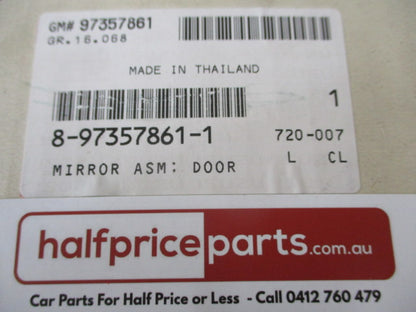 GM# 97357861
GR.16.068
MADE IN THAILAND
1
8-97357861-1 720-007
MIRROR ASM: DOOR L CL
halfpriceparts.com.au
Car Parts For Half Price or Less - Call 0412 760 479